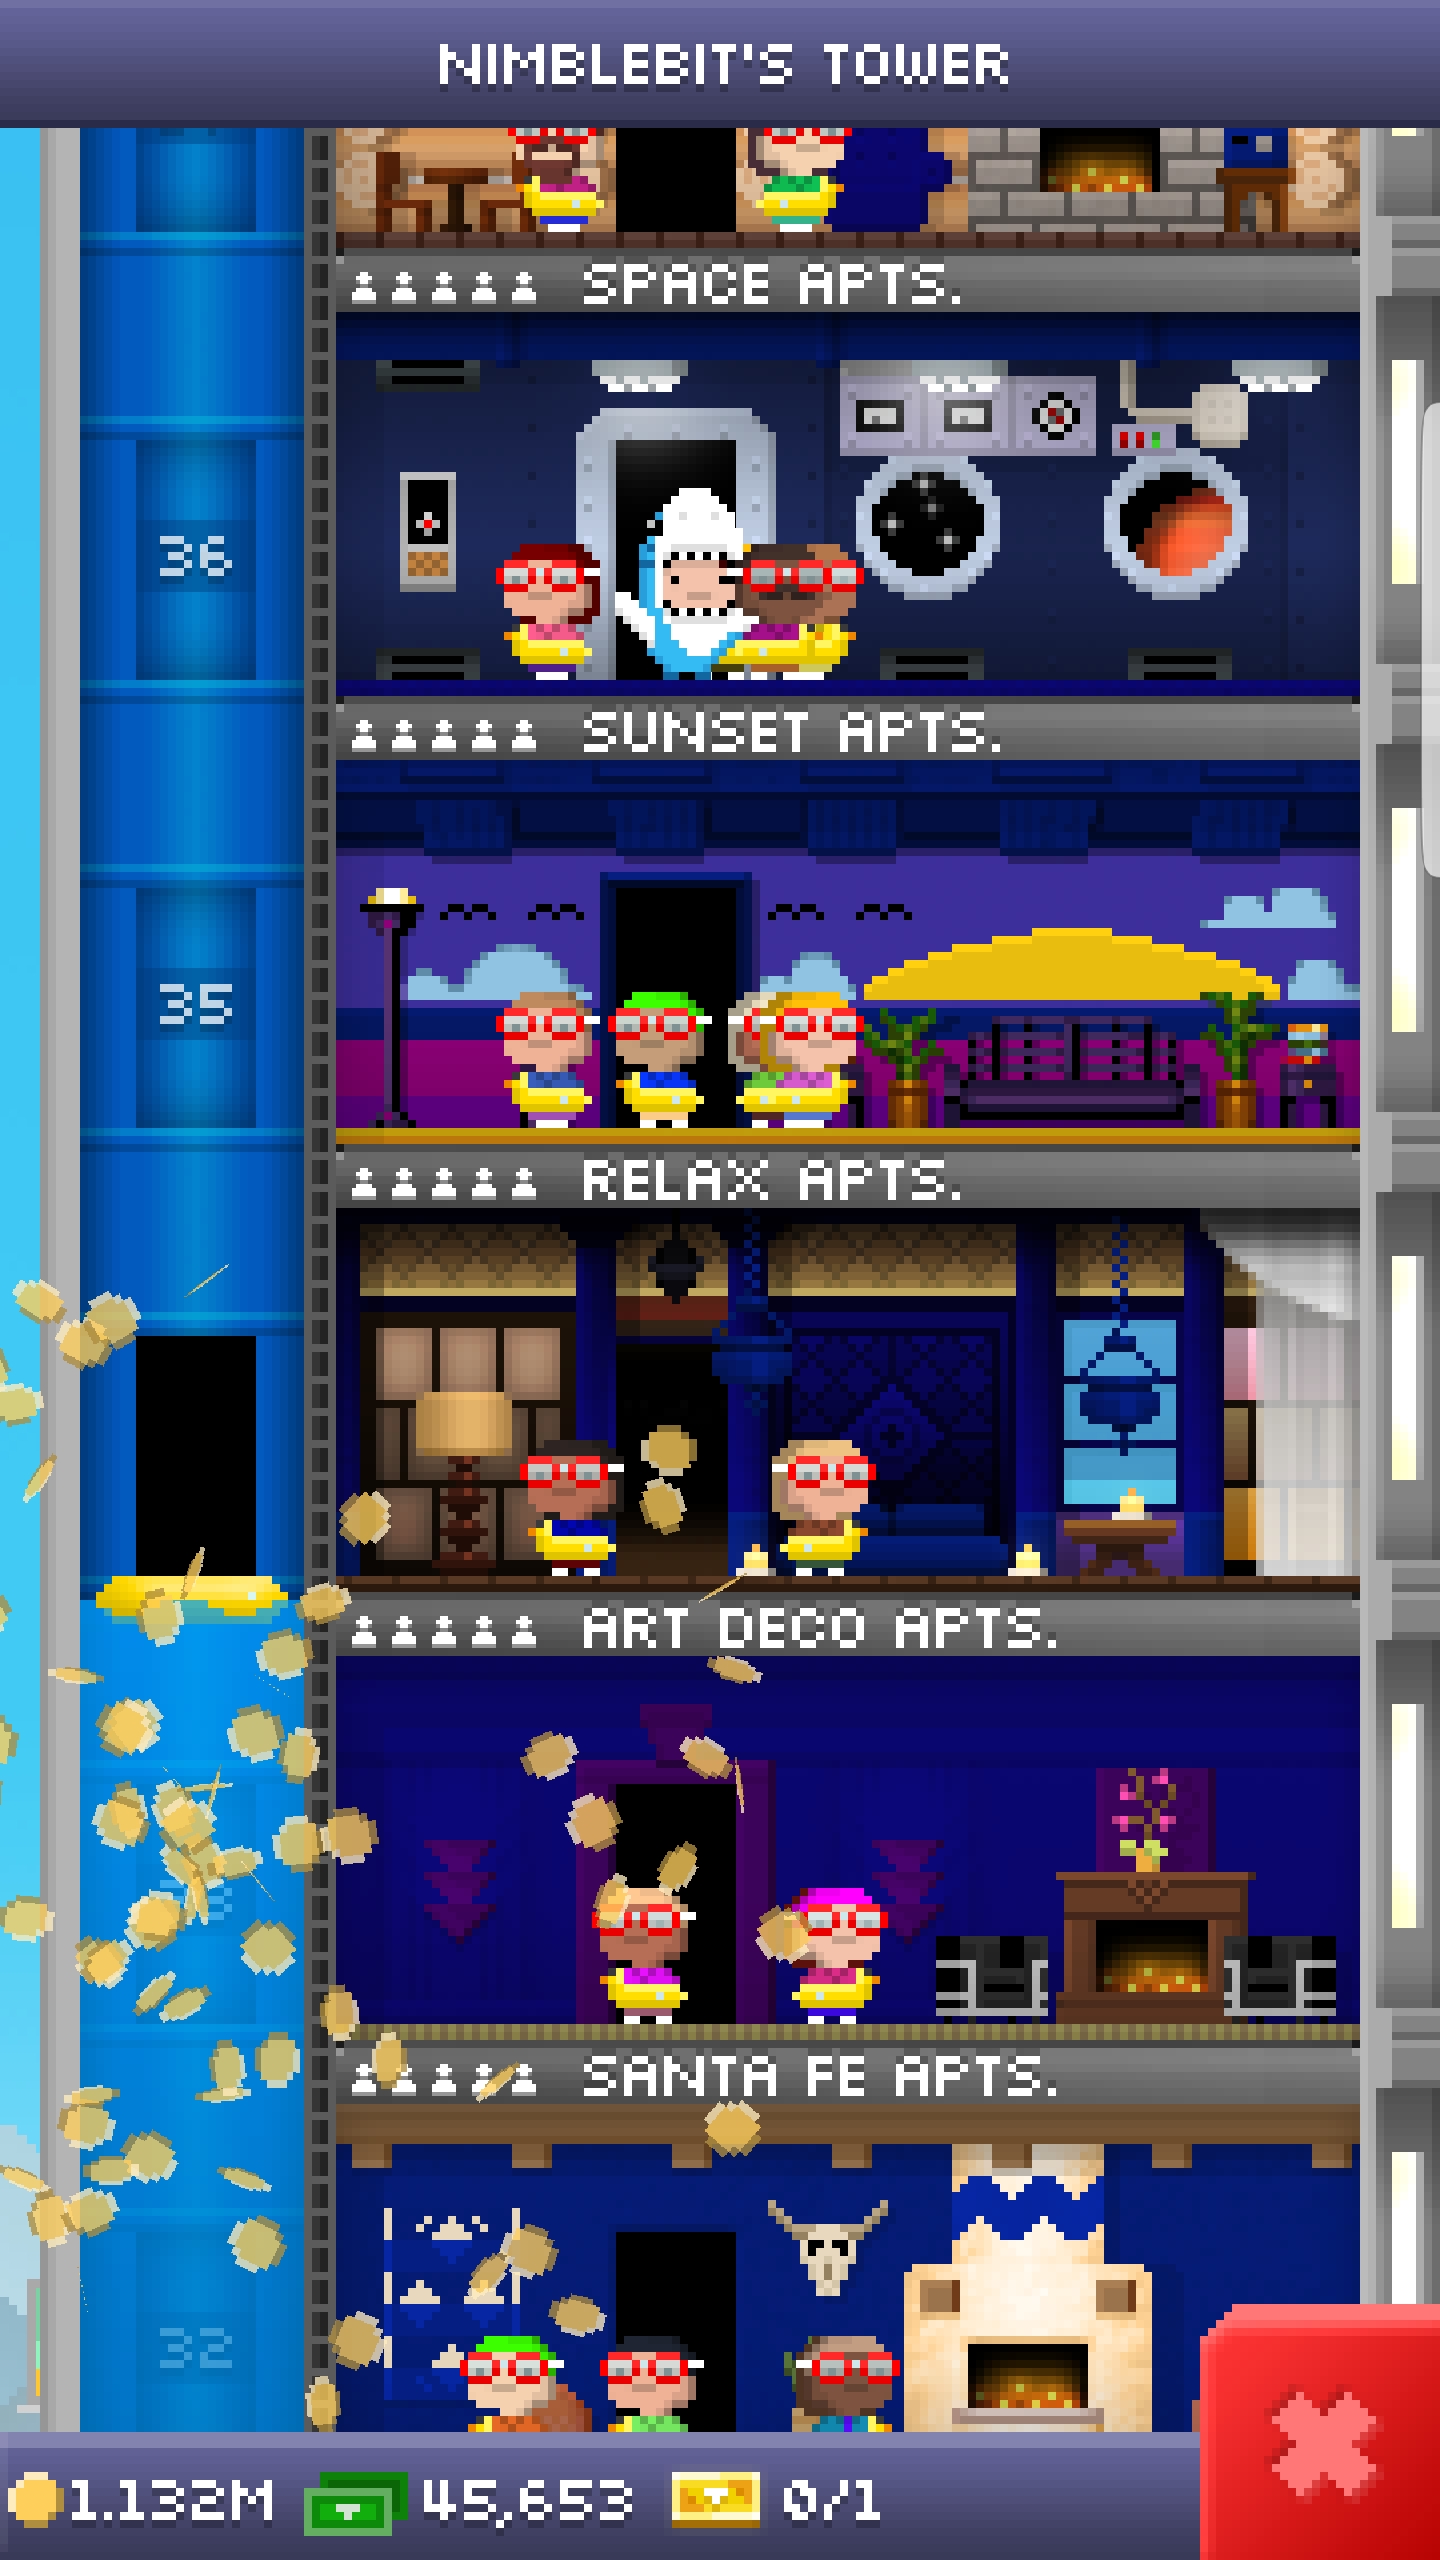 NIMBLEBIT'S TOWER
SPACE APTS.
36
SUNSET APTS.
35
RELAX APTS.
ART DECO APTS.
SANTA FE APTS.
32
1.132M 45,653 0/1